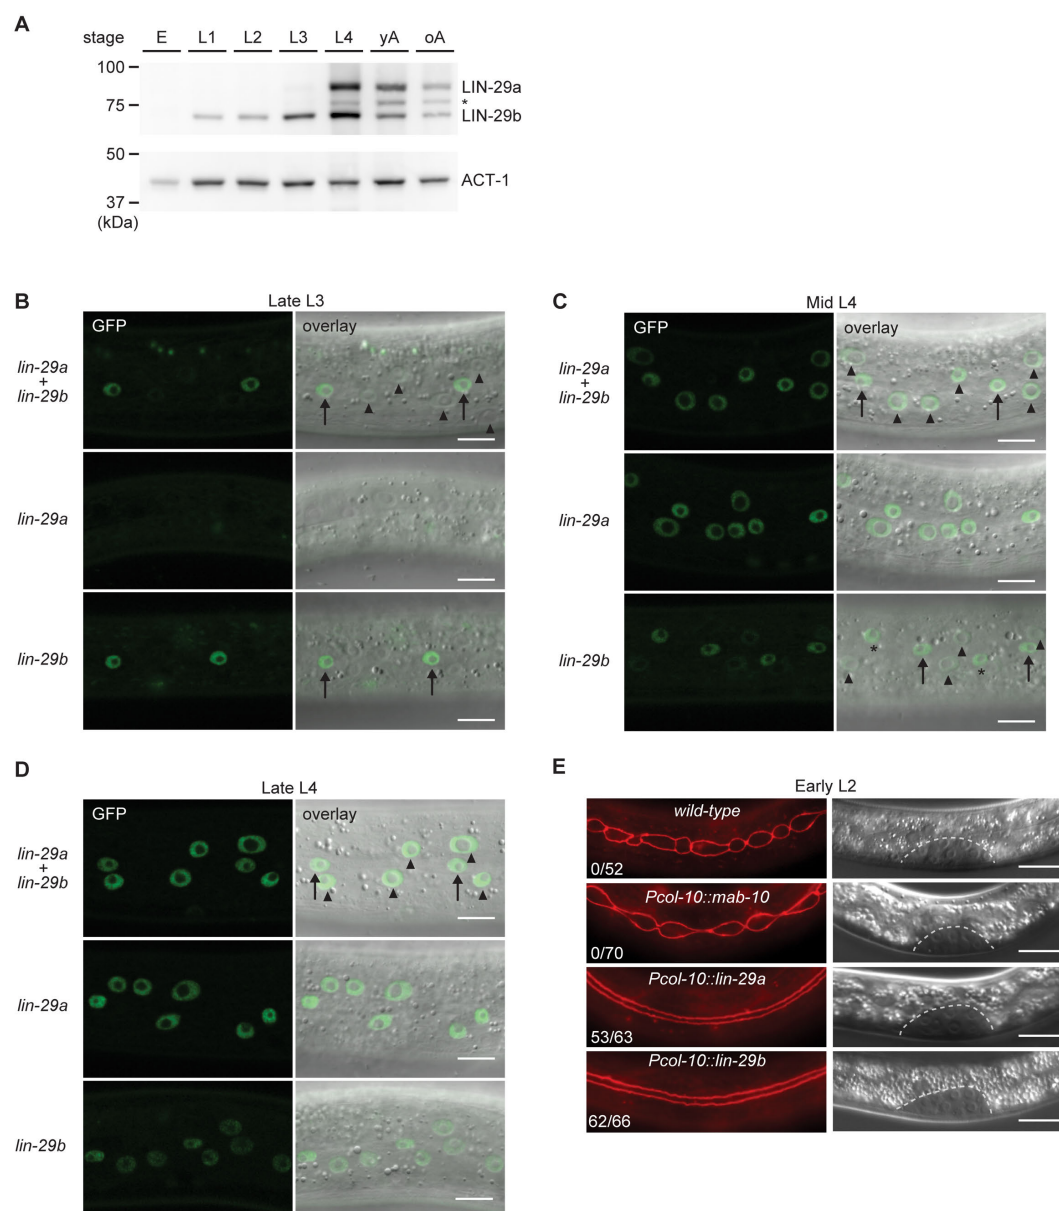 A
stage E L1 L2 L3 L4 yA oA
100
LIN-29a
75
*
LIN-29b
50
ACT-1
37
(kDa)
B
Late L3
GFP overlay
lin-29a
+
lin-29b
lin-29a
lin-29b
C
Mid L4
GFP overlay
lin-29a
+
lin-29b
lin-29a
lin-29b
*
*
D
Late L4
GFP overlay
lin-29a
+
lin-29b
lin-29a
lin-29b
E
Early L2
wild-type
0/52
Pcol-10::mab-10
0/70
Pcol-10::lin-29a
53/63
Pcol-10::lin-29b
62/66